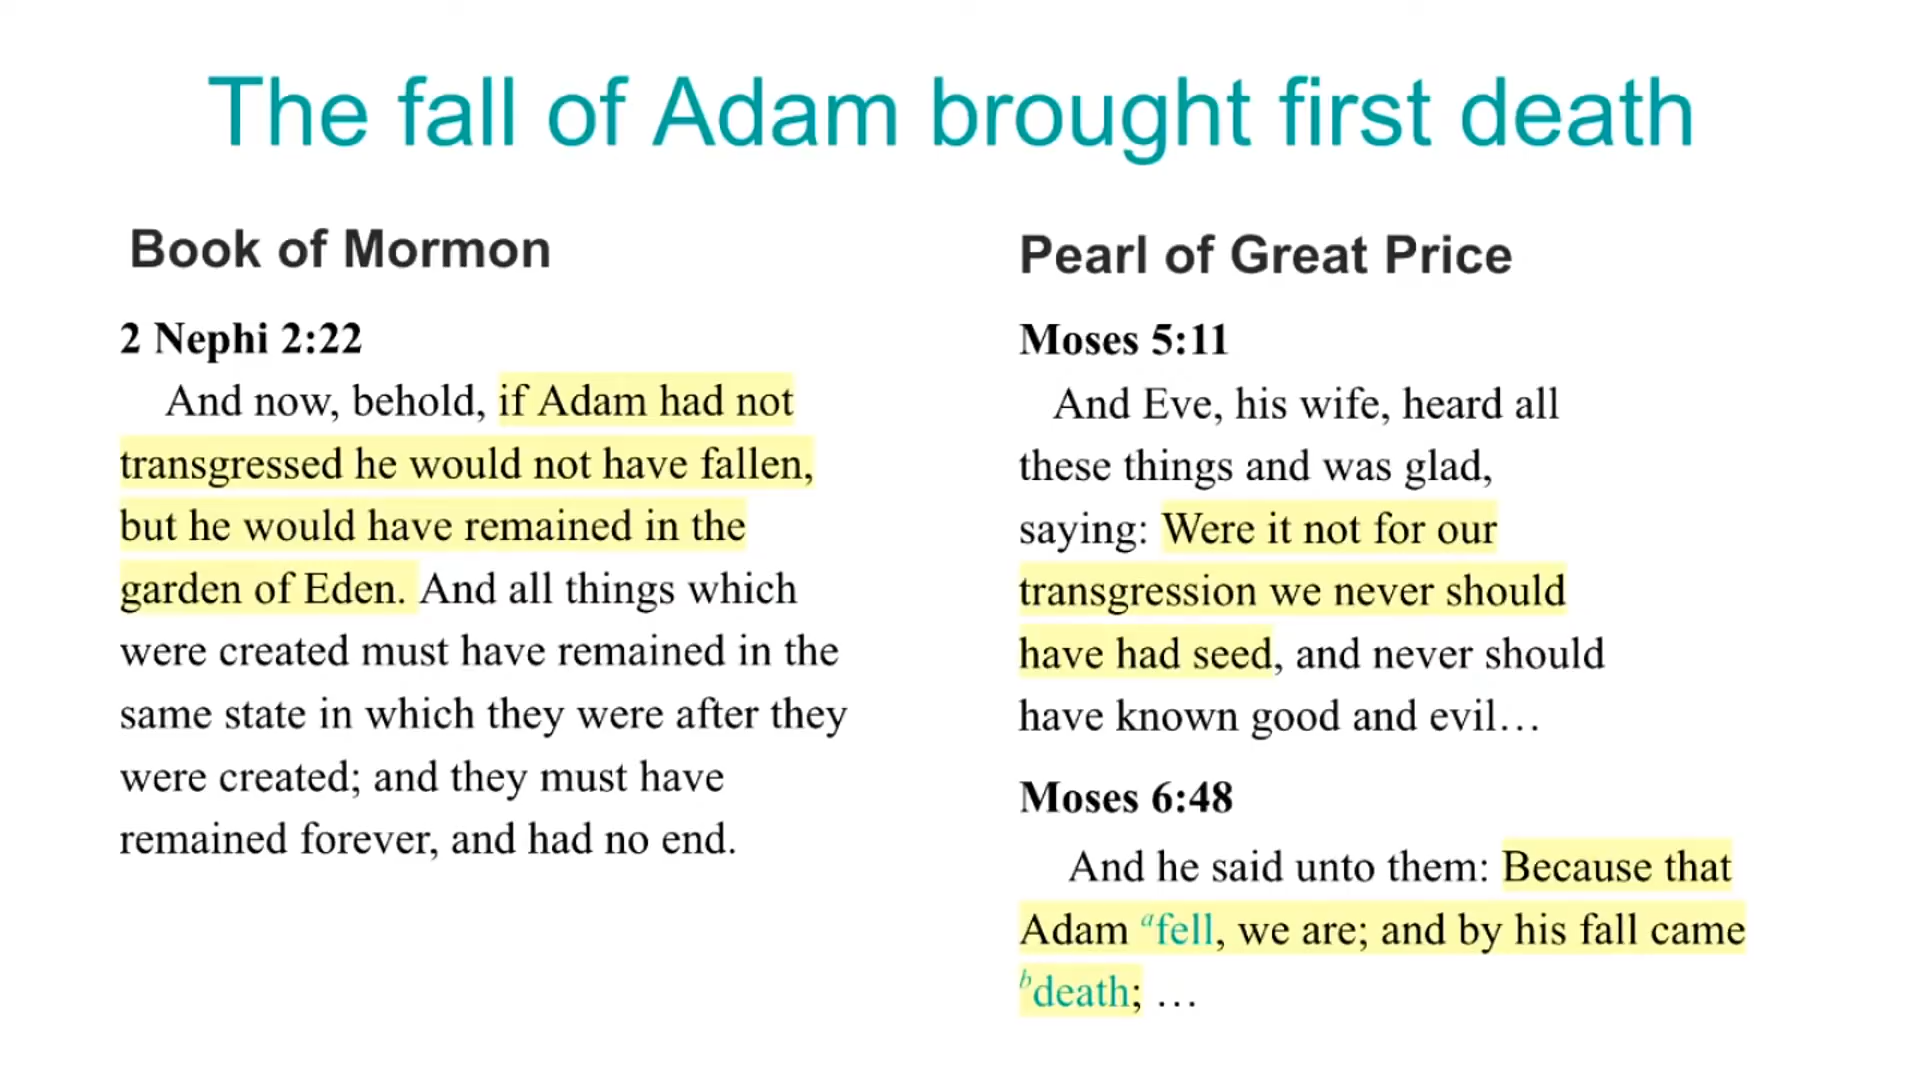 The fall of Adam brought first death
Book of Mormon
2 Nephi 2:22
And now, behold, if Adam had not
transgressed he would not have fallen,
but he would have remained in the
garden of Eden. And all things which
were created must have remained in the
same state in which they were after they
were created; and they must have
remained forever, and had no end.
Pearl of Great Price
Moses 5:11
And Eve, his wife, heard all
these things and was glad,
saying: Were it not for our
transgression we never should
have had seed, and never should
have known good and evil…
Moses 6:48
And he said unto them: Because that
Adam ᵃfell, we are; and by his fall came
ᵇdeath; …